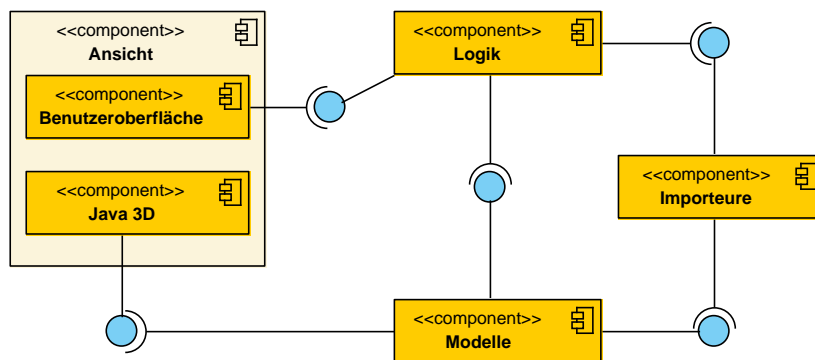 <<component>>
Ansicht
<<component>>
Benutzeroberfläche
<<component>>
Java 3D
<<component>>
Logik
<<component>>
Importeure
<<component>>
Modelle